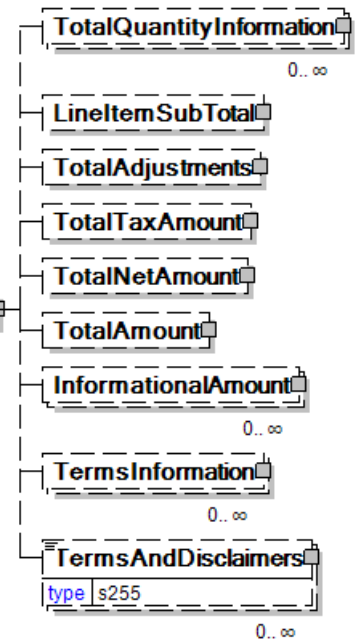 TotalQuantityInformation
0.. ∞
LineItemSubTotal
TotalAdjustments
TotalTaxAmount
TotalNetAmount
TotalAmount
InformationalAmount
0.. ∞
TermsInformation
0.. ∞
TermsAndDisclaimers
type s255
0.. ∞